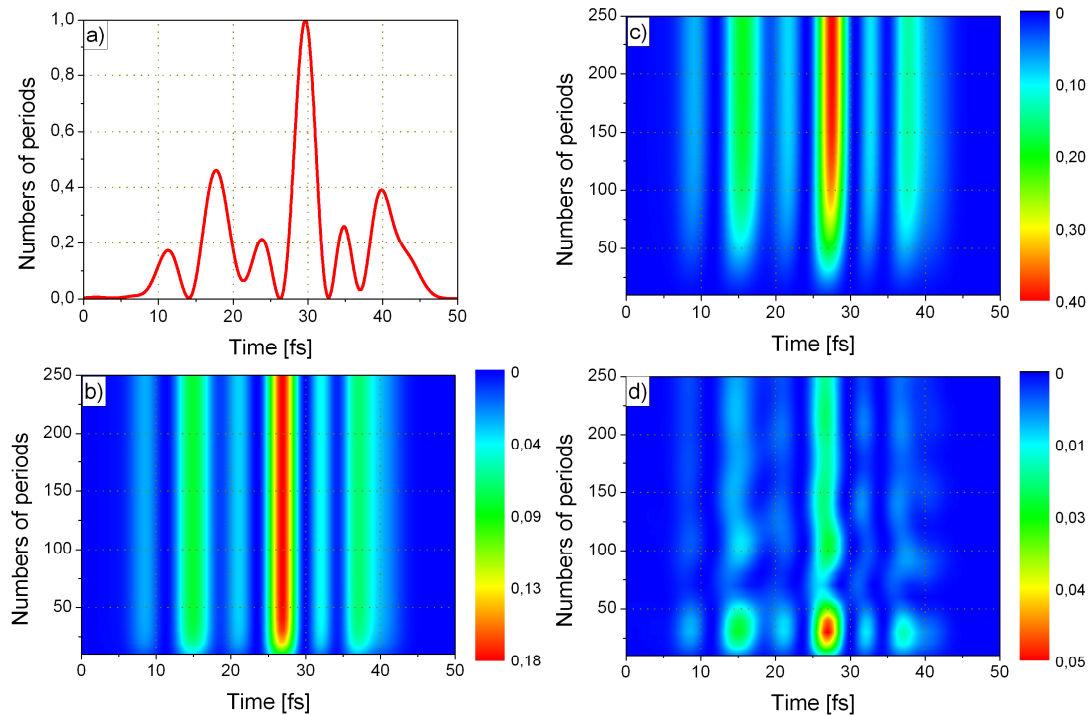 a)
Numbers of periods
1,0
0,8
0,6
0,4
0,2
0,0
0 10 20 30 40 50
Time [fs]
c)
Numbers of periods
250
200
150
100
50
0 10 20 30 40 50
Time [fs]
0
0,10
0,20
0,30
0,40
b)
Numbers of periods
250
200
150
100
50
0 10 20 30 40 50
Time [fs]
0
0,04
0,09
0,13
0,18
d)
Numbers of periods
250
200
150
100
50
0 10 20 30 40 50
Time [fs]
0
0,01
0,02
0,03
0,04
0,05